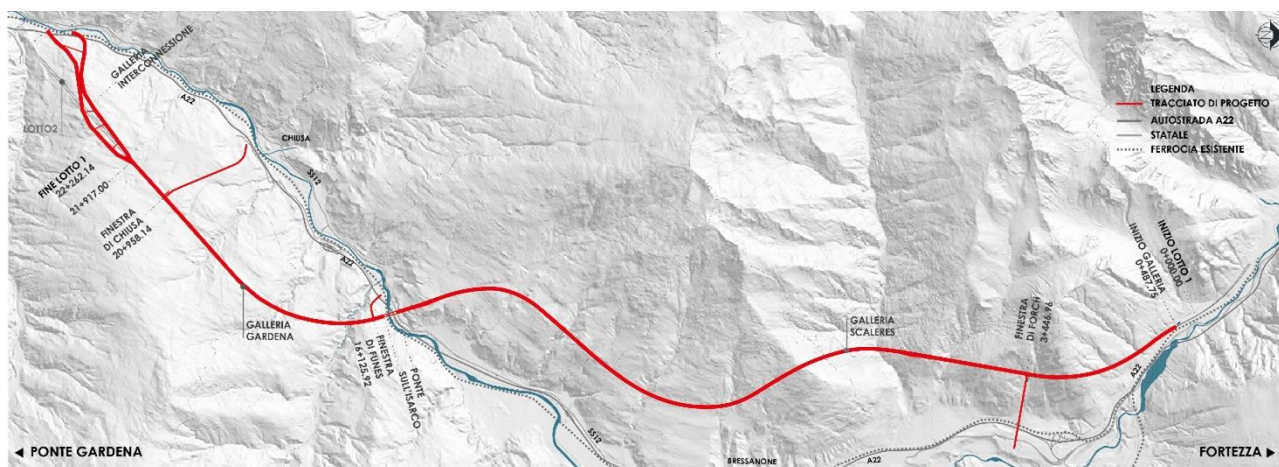 GALLERIA
INTERCONNESSIONE
A22
LOTTO2
CHIUSA
SS12
FINE LOTTO 1
22+262.14
21+917.00
FINESTRA
DI CHIUSA
20+958.14
A22
GALLERIA
GARDENA
FINESTRA
DI FUNES
16+125.92
PONTE
SULL'ISARCO
SS12
BRESSANONE
A22
GALLERIA
SCALERES
FINESTRA
DI FORCH
3+446.96
A22
INIZIO LOTTO 1
0+000.00
INIZIO GALLERIA
0+487.75
LEGENDA
TRACCIATO DI PROGETTO
AUTOSTRADA A22
STATALE
FERROCIA ESISTENTE
PONTE GARDENA
FORTEZZA